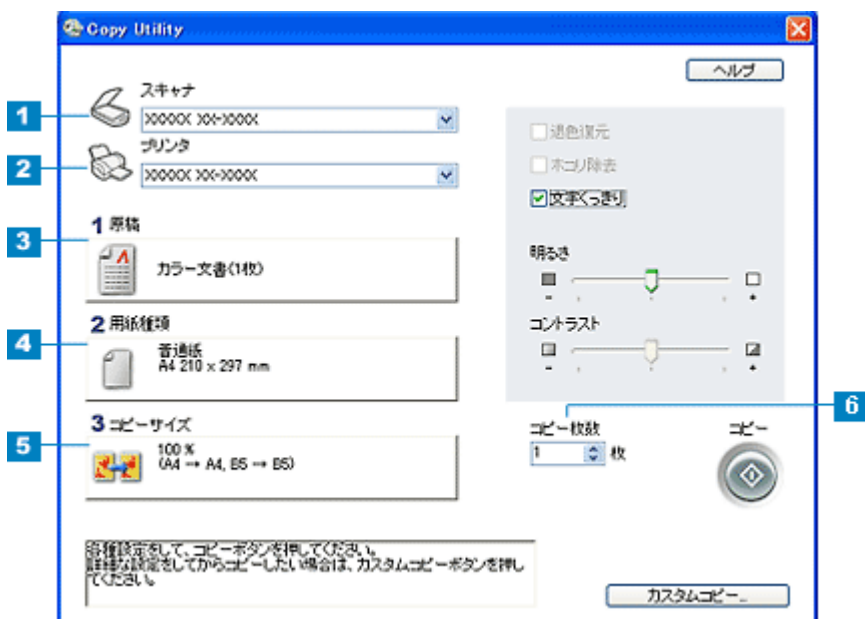 Copy Utility
ヘルプ
スキャナ
1
XXXXX XX-XXXX
プリンタ
2
XXXXX XX-XXXX
退色復元
ホコリ除去
文字くっきり
1 原稿
3
カラー文書(1枚)
明るさ
- +
2 用紙種類
4
普通紙
A4 210 x 297 mm
コントラスト
- +
6
3 コピーサイズ
5
100 %
(A4 → A4, B5 → B5)
コピー枚数
1 枚
コピー
各種設定をして、コピーボタンを押してください。
詳細な設定をしてからコピーしたい場合は、カスタムコピーボタンを押し
てください。
カスタムコピー...